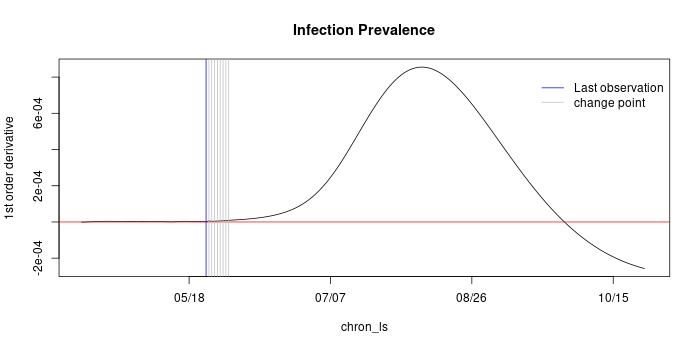 Infection Prevalence
1st order derivative
6e-04
2e-04
-2e-04
Last observation
change point
05/18
07/07
08/26
10/15
chron_ls